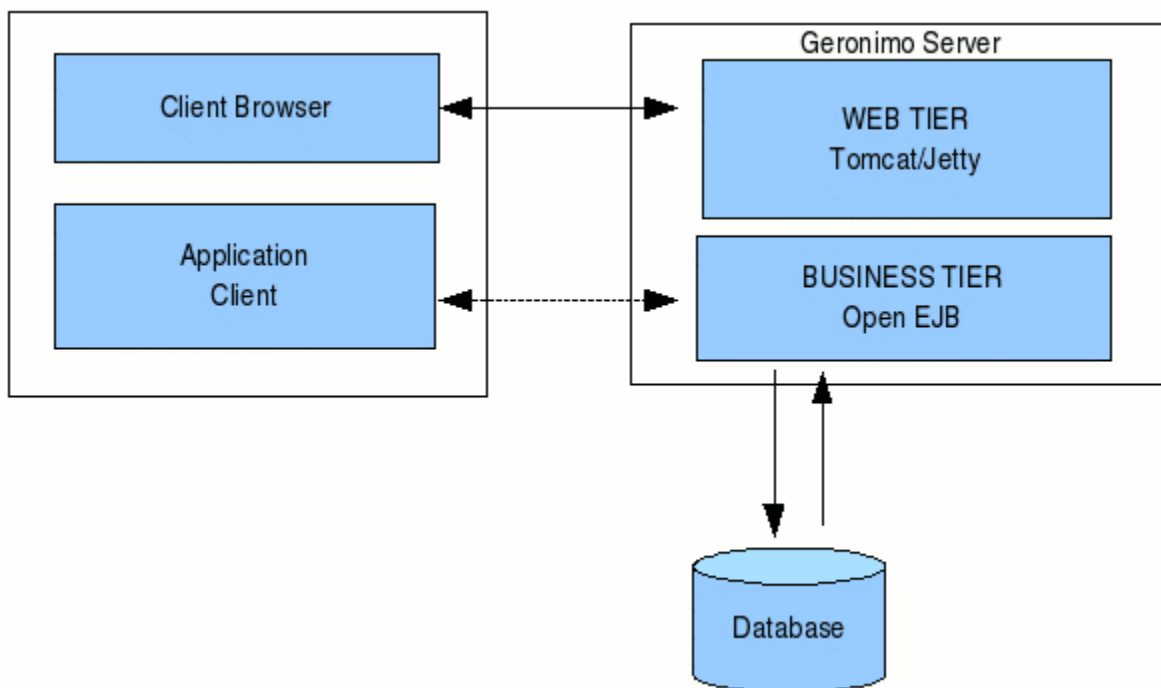 Client Browser
Application
Client
Geronimo Server
WEB TIER
Tomcat/Jetty
BUSINESS TIER
Open EJB
Database